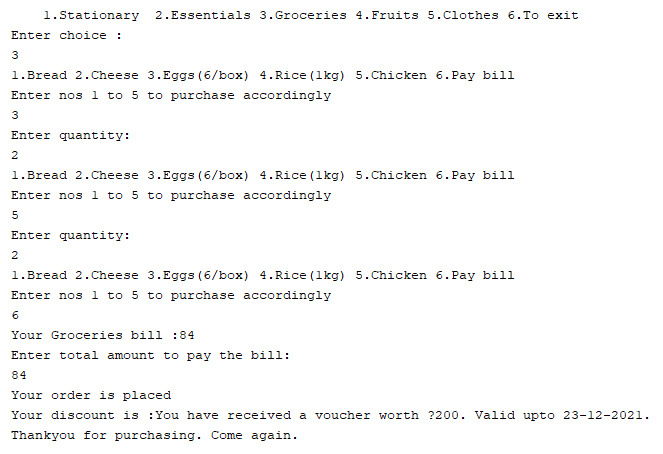 1.Stationary 2.Essentials 3.Groceries 4.Fruits 5.Clothes 6.To exit
Enter choice :
3
1.Bread 2.Cheese 3.Eggs(6/box) 4.Rice(1kg) 5.Chicken 6.Pay bill
Enter nos 1 to 5 to purchase accordingly
3
Enter quantity:
2
1.Bread 2.Cheese 3.Eggs(6/box) 4.Rice(1kg) 5.Chicken 6.Pay bill
Enter nos 1 to 5 to purchase accordingly
5
Enter quantity:
2
1.Bread 2.Cheese 3.Eggs(6/box) 4.Rice(1kg) 5.Chicken 6.Pay bill
Enter nos 1 to 5 to purchase accordingly
6
Your Groceries bill :84
Enter total amount to pay the bill:
84
Your order is placed
Your discount is :You have received a voucher worth ?200. Valid upto 23-12-2021.
Thankyou for purchasing. Come again.